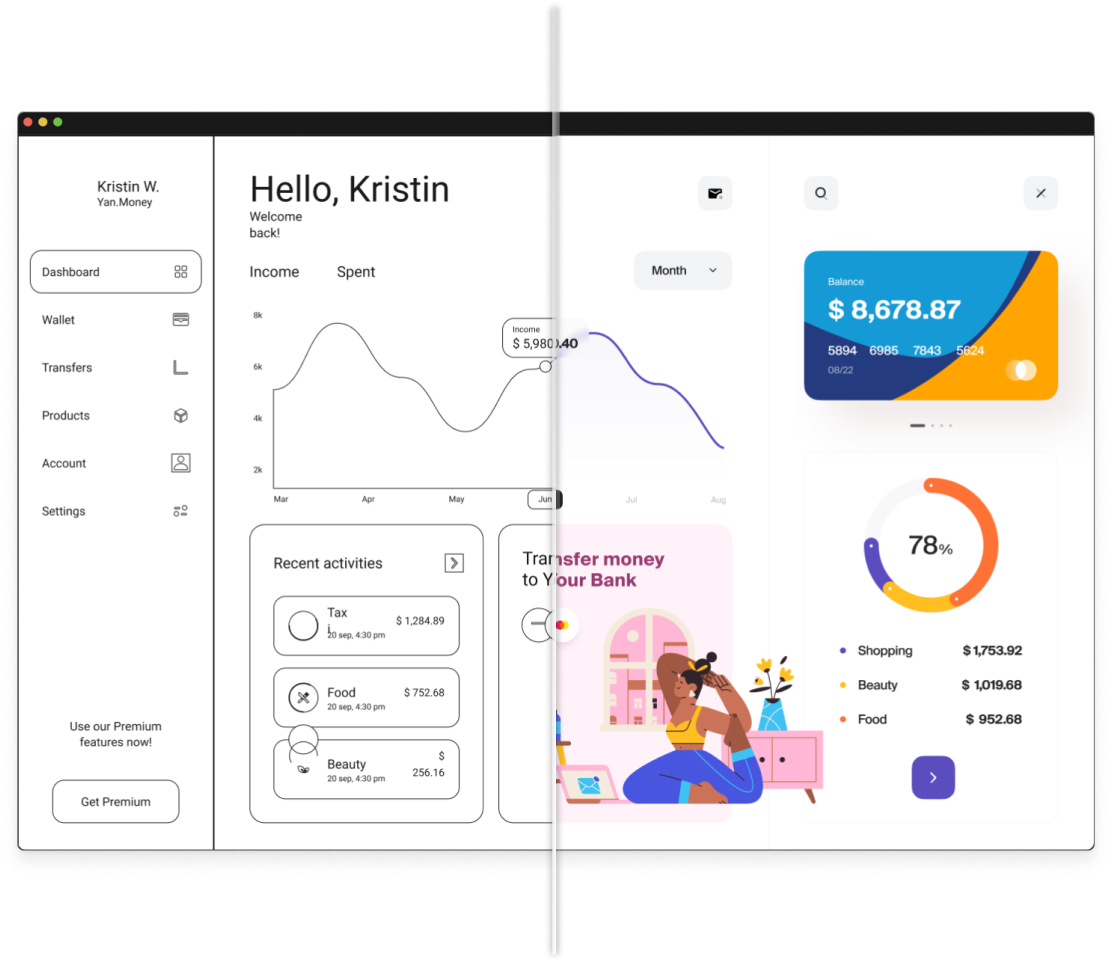 Kristin W.
Yan.Money
Dashboard
Wallet
Transfers
Products
Account
Settings
Use our Premium
features now!
Get Premium
Hello, Kristin
Welcome
back!
Income Spent
Month
8k
6k
4k
2k
Income
$ 5,980.40
Mar Apr May Jun Jul Aug
Recent activities
Tax
i
20 sep, 4:30 pm
$ 1,284.89
Food
20 sep, 4:30 pm
$ 752.68
Beauty
20 sep, 4:30 pm
$
256.16
Transfer money
to Your Bank
Balance
$ 8,678.87
5894 6985 7843 5624
08/22
78%
Shopping $1,753.92
Beauty $ 1,019.68
Food $ 952.68